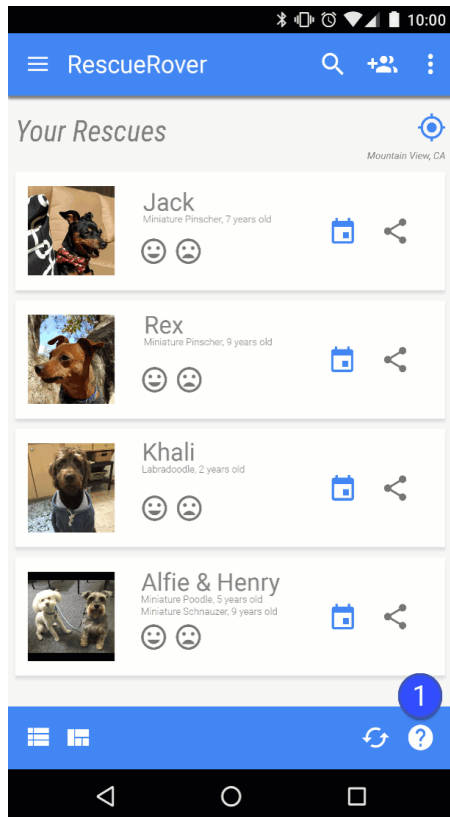 10:00
RescueRover
Your Rescues
Mountain View, CA
Jack
Miniature Pinscher, 7 years old
Rex
Miniature Pinscher, 9 years old
Khali
Labradoodle, 2 years old
Alfie & Henry
Miniature Poodle, 5 years old
Miniature Schnauzer, 9 years old
1
?